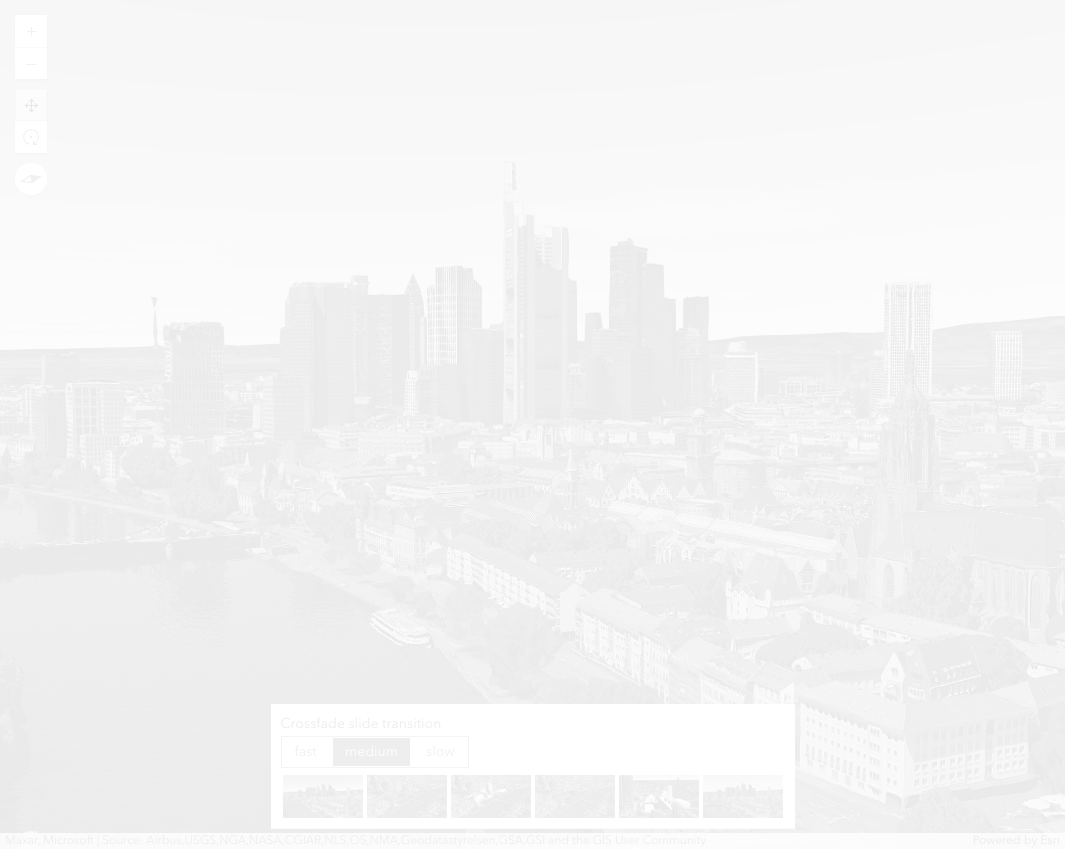 Crossfade slide transition
fast medium slow
Maxar, Microsoft | Source: Airbus,USGS,NGA,NASA,CGIAR,NLS,OS,NMA,Geodatastyrelsen,GSA,GSI and the GIS User Community
Powered by Esri